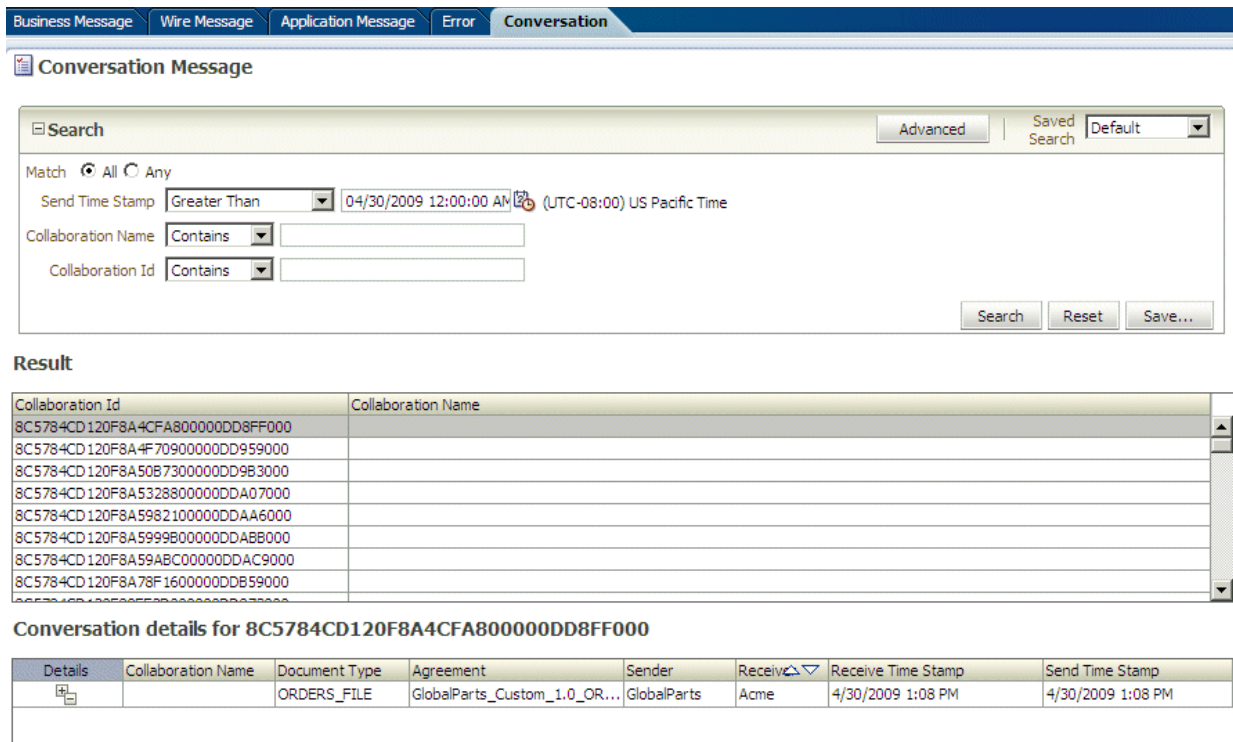 Business Message Wire Message Application Message Error Conversation
Conversation Message
Search Advanced Saved Search Default
Match All Any
Send Time Stamp Greater Than 04/30/2009 12:00:00 AM (UTC-08:00) US Pacific Time
Collaboration Name Contains
Collaboration Id Contains
Search Reset Save...
Result
Collaboration Id Collaboration Name
8C5784CD120F8A4CFA800000DD8FF000
8C5784CD120F8A4F70900000DD959000
8C5784CD120F8A50B7300000DD9B3000
8C5784CD120F8A5328800000DDA07000
8C5784CD120F8A5982100000DDAA6000
8C5784CD120F8A5999B00000DDABB000
8C5784CD120F8A59ABC00000DDAC9000
8C5784CD120F8A78F1600000DDB59000
Conversation details for 8C5784CD120F8A4CFA800000DD8FF000
Details Collaboration Name Document Type Agreement Sender Receive Receive Time Stamp Send Time Stamp
ORDERS_FILE GlobalParts_Custom_1.0_OR... GlobalParts Acme 4/30/2009 1:08 PM 4/30/2009 1:08 PM